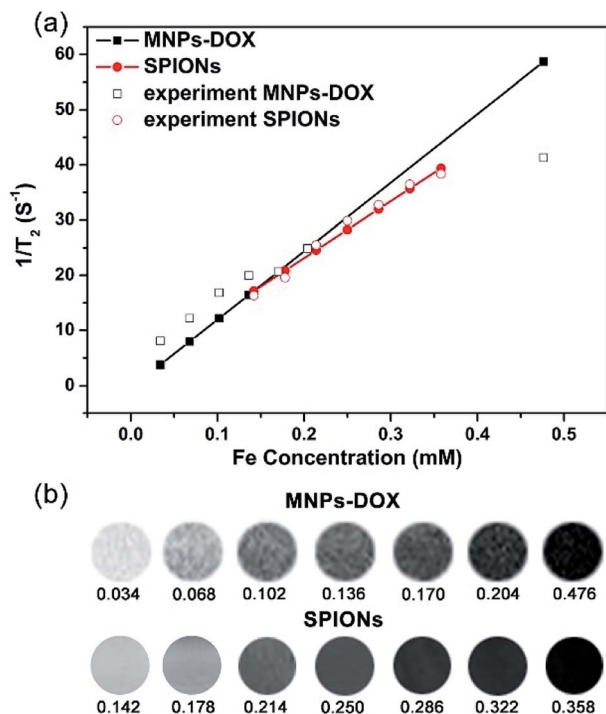 (a)
MNPs-DOX
SPIONs
experiment MNPs-DOX
experiment SPIONs
60
50
40
30
20
10
0
1/T2 (S-1)
0.0 0.1 0.2 0.3 0.4 0.5
Fe Concentration (mM)
(b)
MNPs-DOX
0.034 0.068 0.102 0.136 0.170 0.204 0.476
SPIONs
0.142 0.178 0.214 0.250 0.286 0.322 0.358